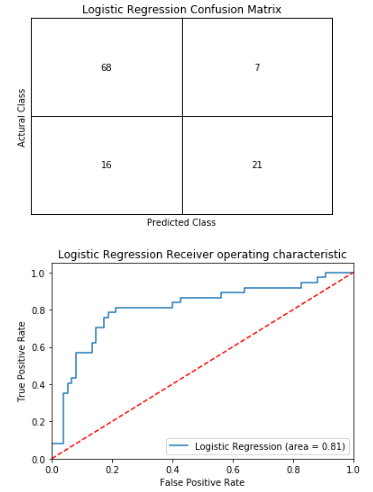 Logistic Regression Confusion Matrix
68 7
Actural Class
16 21
Predicted Class
Logistic Regression Receiver operating characteristic
1.0
0.8
0.6
0.4
0.2
0.0
True Positive Rate
Logistic Regression (area = 0.81)
0.0 0.2 0.4 0.6 0.8 1.0
False Positive Rate